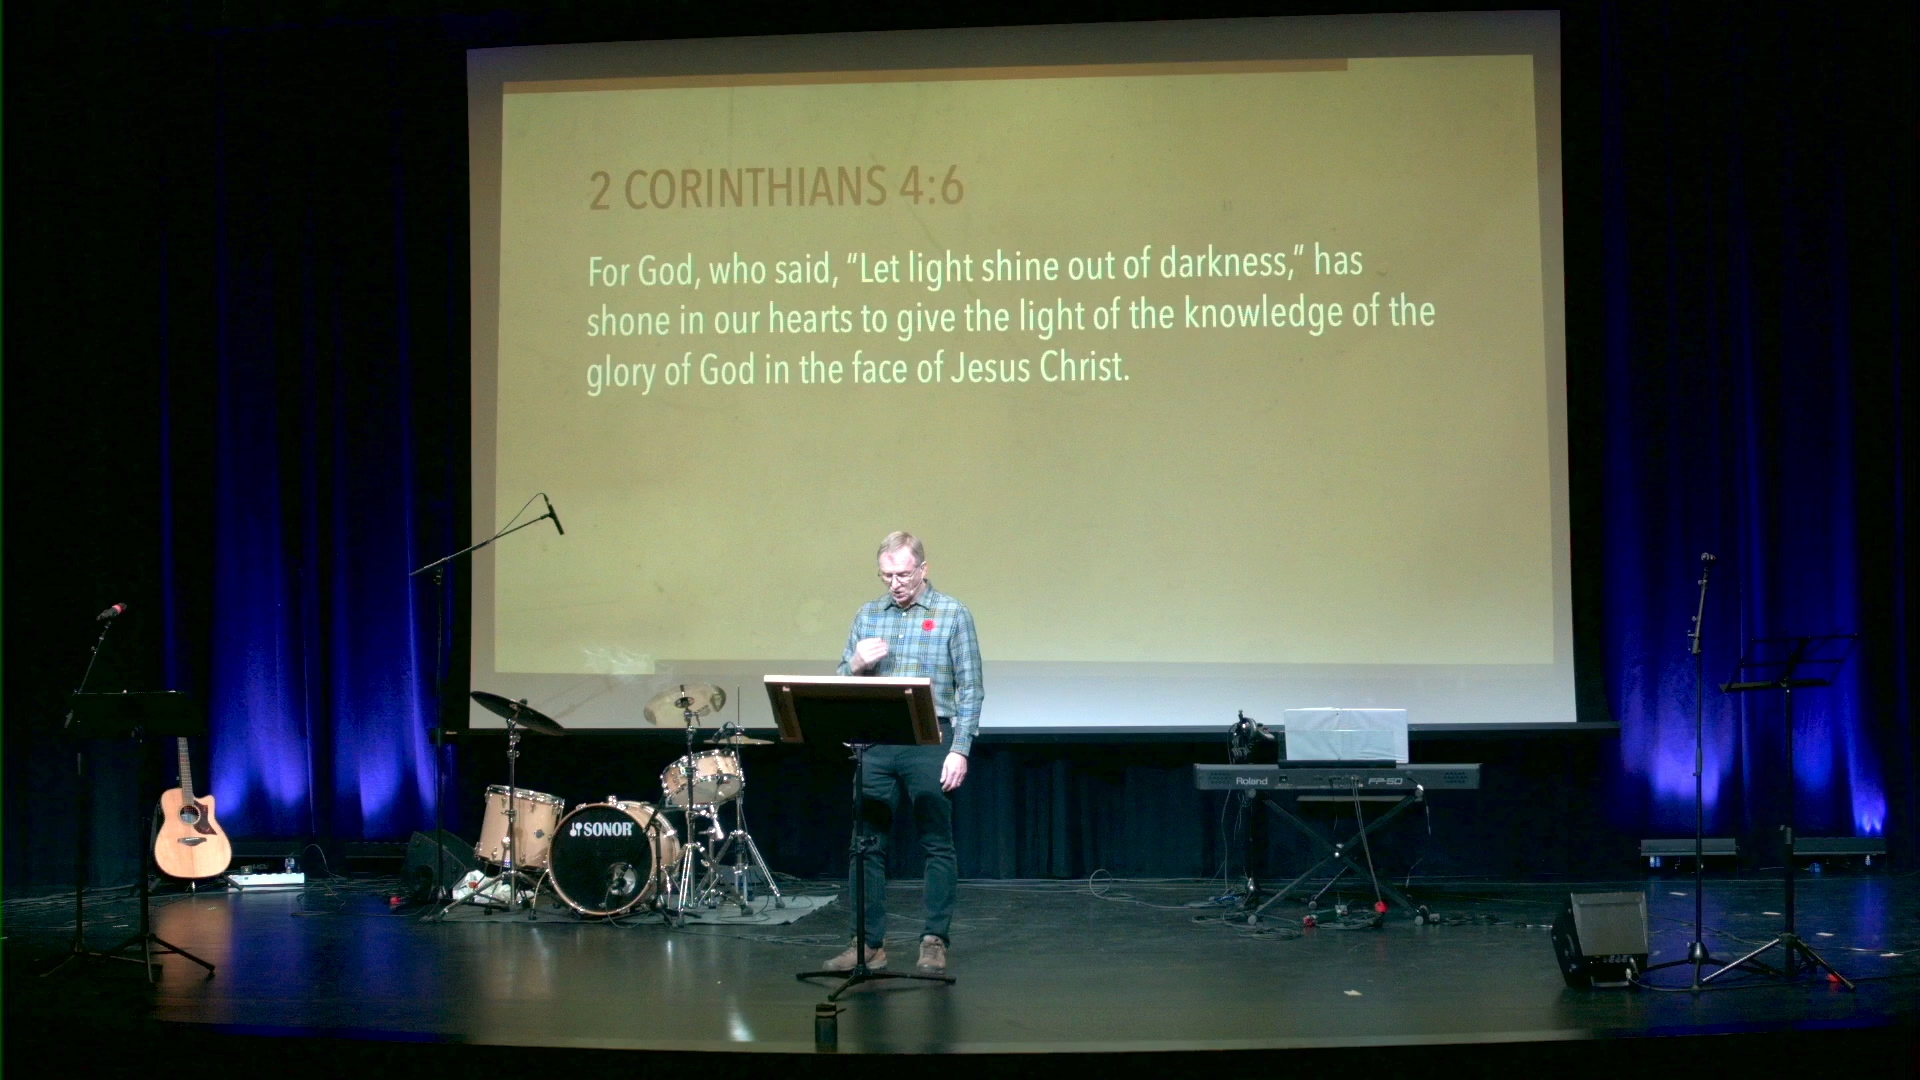 2 CORINTHIANS 4:6
For God, who said, “Let light shine out of darkness,” has
shone in our hearts to give the light of the knowledge of the
glory of God in the face of Jesus Christ.
SONOR
Roland
FP-50